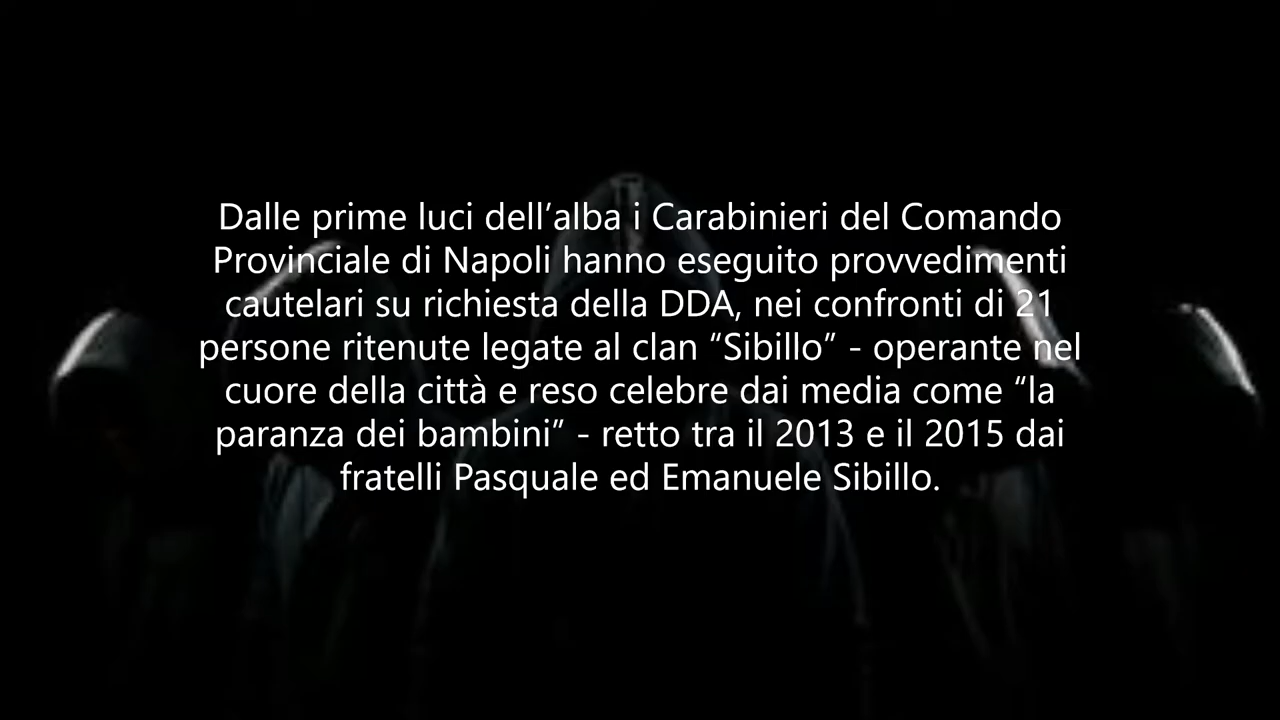 Dalle prime luci dell’alba i Carabinieri del Comando
Provinciale di Napoli hanno eseguito provvedimenti
cautelari su richiesta della DDA, nei confronti di 21
persone ritenute legate al clan “Sibillo” - operante nel
cuore della città e reso celebre dai media come “la
paranza dei bambini” - retto tra il 2013 e il 2015 dai
fratelli Pasquale ed Emanuele Sibillo.